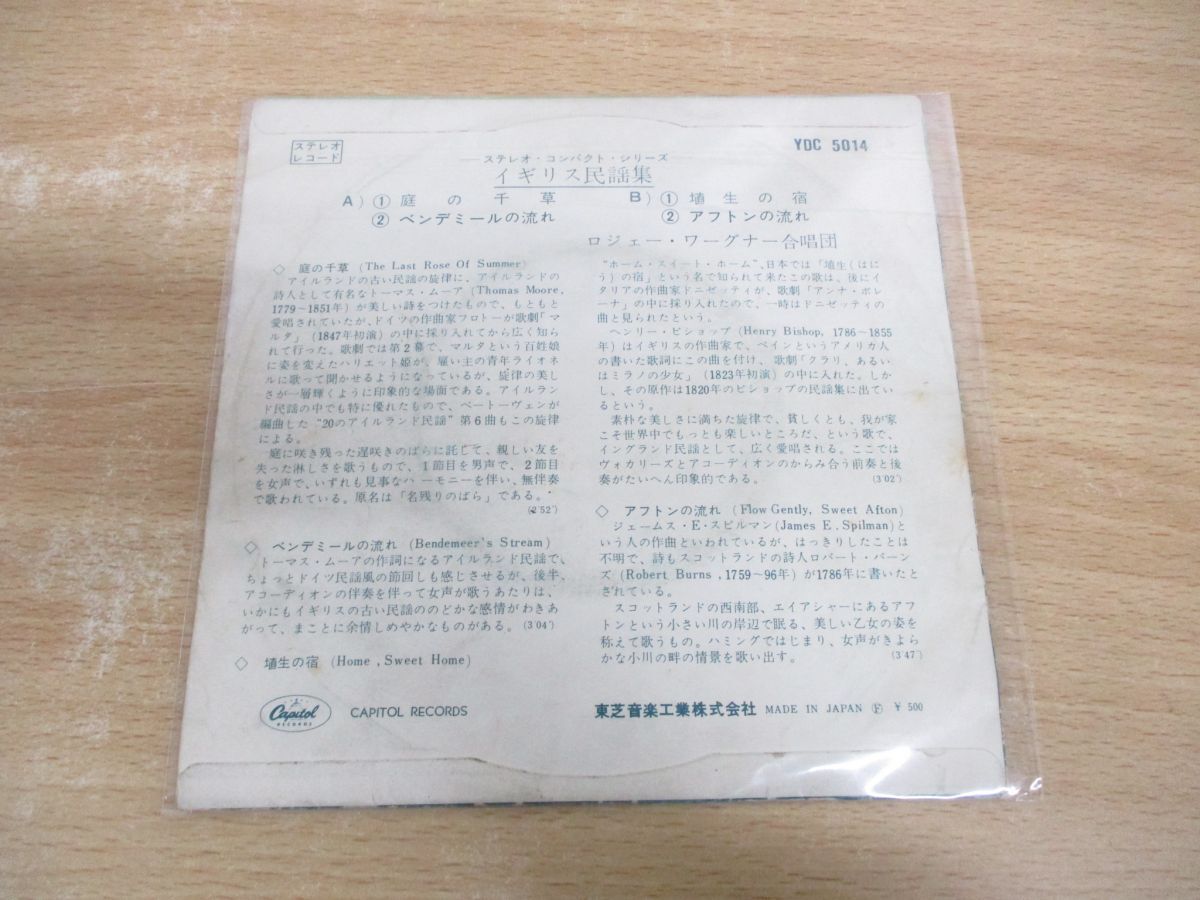 ステレオ
レコード
YDC 5014
―ステレオ・コンパクト・シリーズ
イギリス民謡集
A) ① 庭の千草
② ベンデミールの流れ
B) ① 埴生の宿
② アフトンの流れ
ロジェー・ワーグナー合唱団
◇ 庭の千草 (The Last Rose Of Summer)
アイルランドの古い民謡の旋律に、アイルランドの
詩人として有名なトーマス・ムーア (Thomas Moore,
1779~1851年) が美しい詩をつけたもので、もともと
愛唱されていたが、ドイツの作曲家フロトーが歌劇「マ
ルタ」(1847年初演) の中に採り入れてから広く知ら
れて行った。歌劇では第2幕で、マルタという百姓娘
に姿を変えたハリエット姫が、雇い主の青年ライオネ
ルに歌って聞かせるようになっているが、旋律の美し
さが一層輝くように印象的な場面である。アイルラン
ド民謡の中でも特に優れたもので、ベートーヴェンが
編曲した“20のアイルランド民謡”第6曲もこの旋律
による。
庭に咲き残った遅咲きのばらに託して、親しい友を
失った淋しさを歌うもので、1節目を男声で、2節目
を女声で、いずれも見事なハーモニーを伴い、無伴奏
で歌われている。原名は「名残りのばら」である。
(2′52″)
◇ ベンデミールの流れ (Bendemeer's Stream)
トーマス・ムーアの作詞になるアイルランド民謡で、
ちょっとドイツ民謡風の節回しも感じさせるが、後半、
アコーディオンの伴奏を伴って女声が歌うあたりは、
いかにもイギリスの古い民謡ののどかな感情がわきあ
がって、まことに余情しめやかなものがある。(3′04″)
◇ 埴生の宿 (Home, Sweet Home)
“ホーム・スイート・ホーム”、日本では「埴生(はに
う)の宿」という名で知られて来たこの歌は、後にイ
タリアの作曲家ドニゼッティが、歌劇「アンナ・ボレ
ーナ」の中に採り入れたので、一時はドニゼッティの
曲と見られたという。
ヘンリー・ビショップ (Henry Bishop, 1786~1855
年) はイギリスの作曲家で、ペインというアメリカ人
の書いた歌詞にこの曲を付け、歌劇「クラリ、あるい
はミラノの少女」(1823年初演) の中に入れた。しか
し、その原作は1820年のビショップの民謡集に出てい
るという。
素朴な美しさに満ちた旋律で、貧しくとも、我が家
こそ世界中でもっとも楽しいところだ、という歌で、
イングランド民謡として、広く愛唱される。ここでは
ヴォカリーズとアコーディオンのからみ合う前奏と後
奏がたいへん印象的である。(3′02″)
◇ アフトンの流れ (Flow Gently, Sweet Afton)
ジェームス・E・スピルマン (James E. Spilman) と
いう人の作曲といわれているが、はっきりしたことは
不明で、詩もスコットランドの詩人ロバート・バーン
ズ (Robert Burns, 1759~96年) が1786年に書いたと
されている。
スコットランドの西南部、エイアシャーにあるアフ
トンという小さい川の岸辺で眠る、美しい乙女の姿を
称えて歌うもの。ハミングではじまり、女声がきよら
かな小川の畔の情景を歌い出す。(3′47″)
Capitol
RECORDS
CAPITOL RECORDS
東芝音楽工業株式会社 MADE IN JAPAN Ⓕ ¥ 500